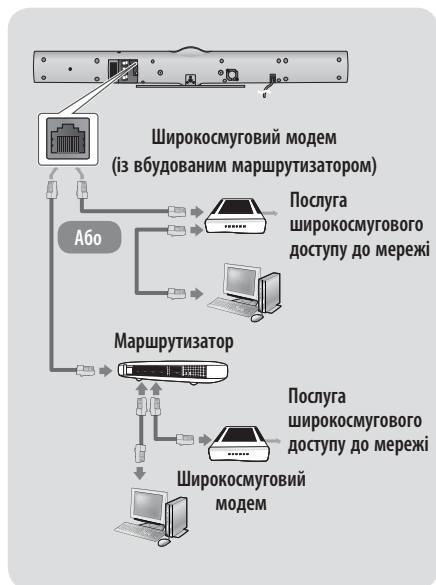 Широкосмуговий модем
(із вбудованим маршрутизатором)
Послуга
широкосмугового
доступу до мережі
Або
Маршрутизатор
Послуга
широкосмугового
доступу до мережі
Широкосмуговий
модем